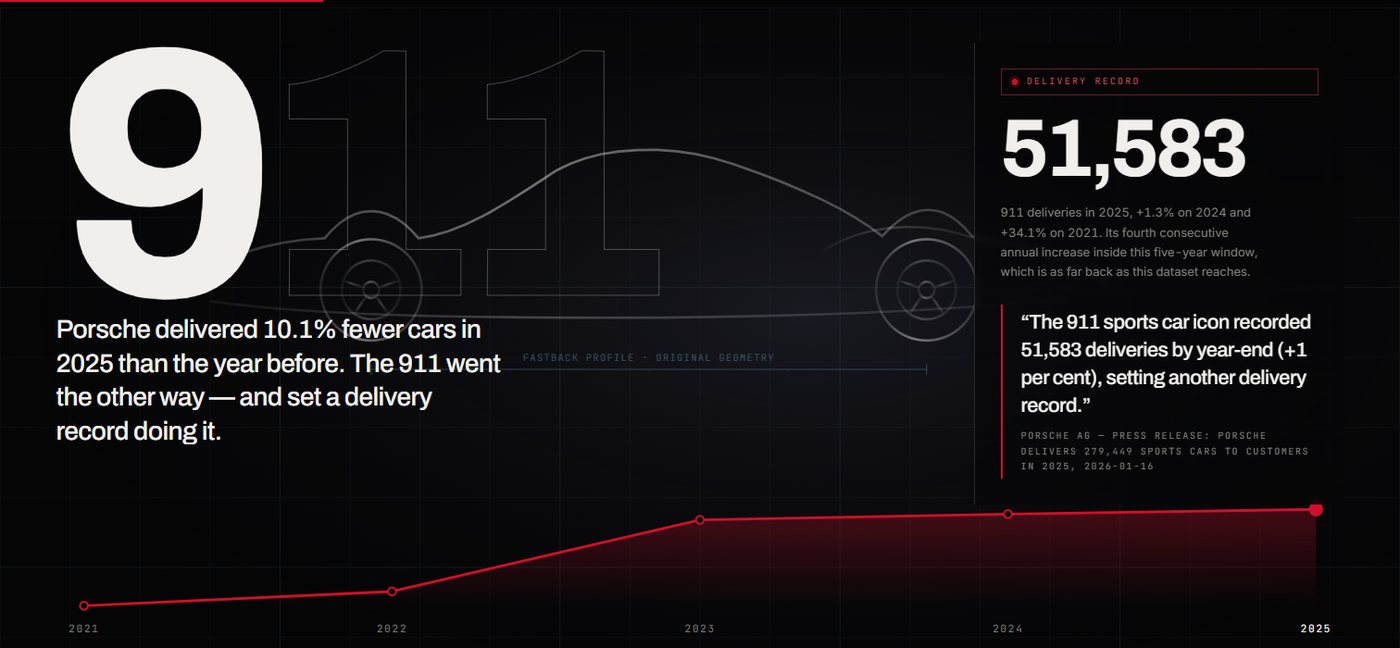 911
Porsche delivered 10.1% fewer cars in
2025 than the year before. The 911 went
the other way — and set a delivery
record doing it.
FASTBACK PROFILE - ORIGINAL GEOMETRY
DELIVERY RECORD
51,583
911 deliveries in 2025, +1.3% on 2024 and
+34.1% on 2021. Its fourth consecutive
annual increase inside this five-year window,
which is as far back as this dataset reaches.
“The 911 sports car icon recorded
51,583 deliveries by year-end (+1
per cent), setting another delivery
record.”
PORSCHE AG — PRESS RELEASE: PORSCHE
DELIVERS 279,449 SPORTS CARS TO CUSTOMERS
IN 2025, 2026-01-16
2021
2022
2023
2024
2025